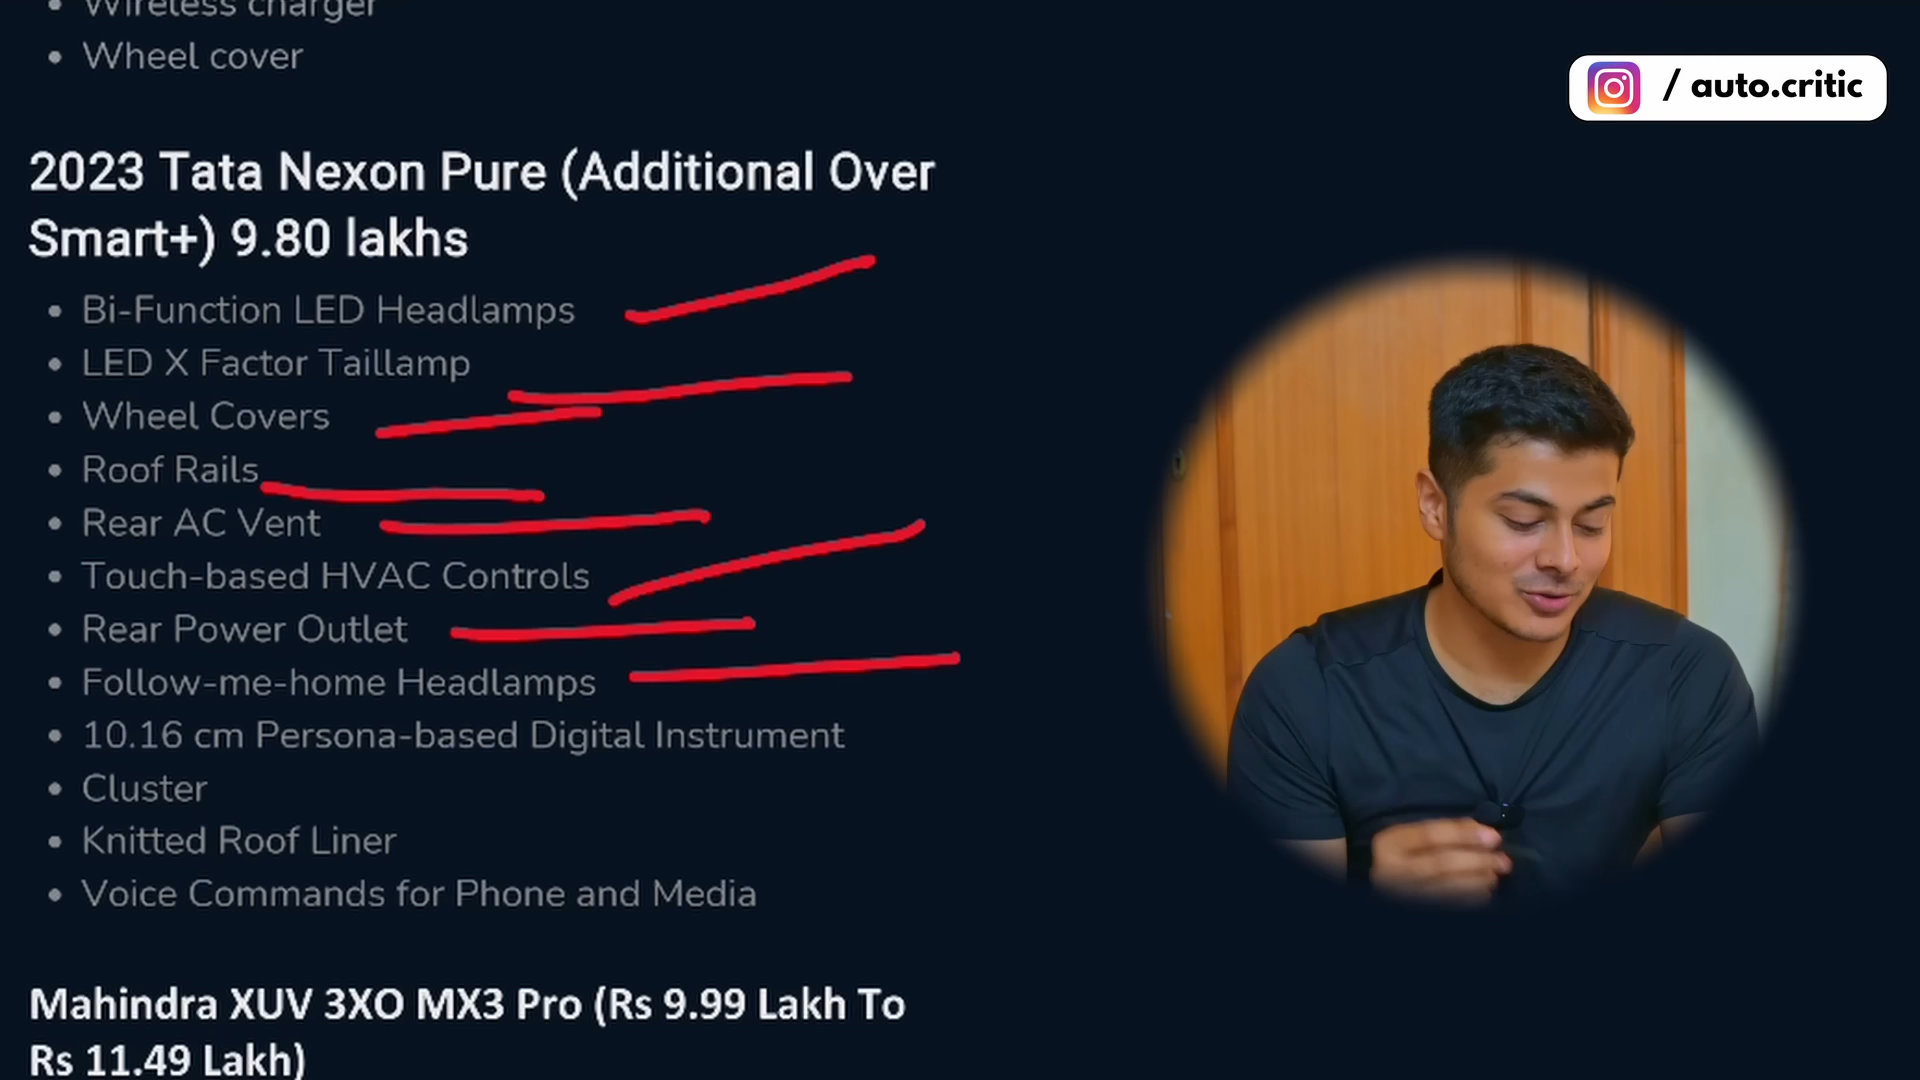 Wireless charger
Wheel cover
/ auto.critic
2023 Tata Nexon Pure (Additional Over
Smart+) 9.80 lakhs
Bi-Function LED Headlamps
LED X Factor Taillamp
Wheel Covers
Roof Rails
Rear AC Vent
Touch-based HVAC Controls
Rear Power Outlet
Follow-me-home Headlamps
10.16 cm Persona-based Digital Instrument
Cluster
Knitted Roof Liner
Voice Commands for Phone and Media
Mahindra XUV 3XO MX3 Pro (Rs 9.99 Lakh To
Rs 11.49 Lakh)